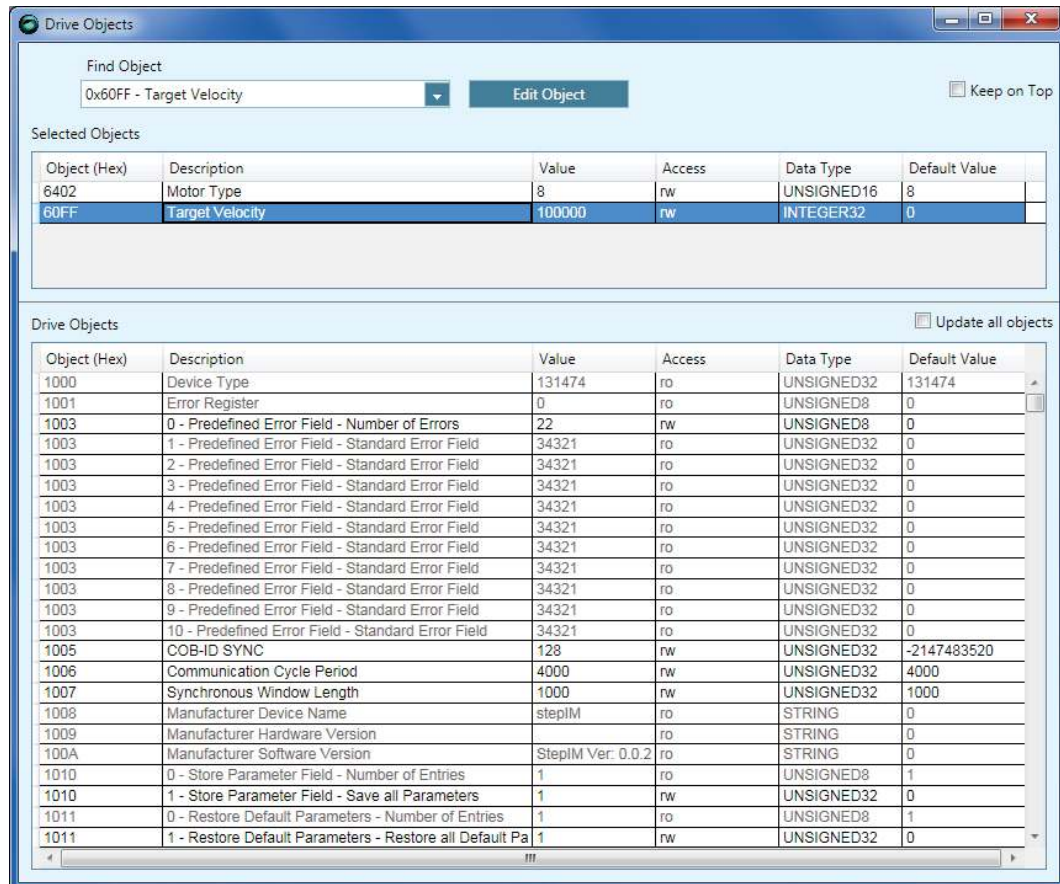 Drive Objects
Find Object
0x60FF - Target Velocity Edit Object Keep on Top
Selected Objects
Object (Hex) Description Value Access Data Type Default Value
6402 Motor Type 8 rw UNSIGNED16 8
60FF Target Velocity 100000 rw INTEGER32 0
Drive Objects Update all objects
Object (Hex) Description Value Access Data Type Default Value
1000 Device Type 131474 ro UNSIGNED32 131474
1001 Error Register 0 ro UNSIGNED8 0
1003 0 - Predefined Error Field - Number of Errors 22 rw UNSIGNED8 0
1003 1 - Predefined Error Field - Standard Error Field 34321 ro UNSIGNED32 0
1003 2 - Predefined Error Field - Standard Error Field 34321 ro UNSIGNED32 0
1003 3 - Predefined Error Field - Standard Error Field 34321 ro UNSIGNED32 0
1003 4 - Predefined Error Field - Standard Error Field 34321 ro UNSIGNED32 0
1003 5 - Predefined Error Field - Standard Error Field 34321 ro UNSIGNED32 0
1003 6 - Predefined Error Field - Standard Error Field 34321 ro UNSIGNED32 0
1003 7 - Predefined Error Field - Standard Error Field 34321 ro UNSIGNED32 0
1003 8 - Predefined Error Field - Standard Error Field 34321 ro UNSIGNED32 0
1003 9 - Predefined Error Field - Standard Error Field 34321 ro UNSIGNED32 0
1003 10 - Predefined Error Field - Standard Error Field 34321 ro UNSIGNED32 0
1005 COB-ID SYNC 128 rw UNSIGNED32 -2147483520
1006 Communication Cycle Period 4000 rw UNSIGNED32 4000
1007 Synchronous Window Length 1000 rw UNSIGNED32 1000
1008 Manufacturer Device Name stepIM ro STRING 0
1009 Manufacturer Hardware Version ro STRING 0
100A Manufacturer Software Version StepIM Ver: 0.0.2 ro STRING 0
1010 0 - Store Parameter Field - Number of Entries 1 ro UNSIGNED8 1
1010 1 - Store Parameter Field - Save all Parameters 1 rw UNSIGNED32 0
1011 0 - Restore Default Parameters - Number of Entries 1 ro UNSIGNED8 1
1011 1 - Restore Default Parameters - Restore all Default Pa 1 rw UNSIGNED32 0